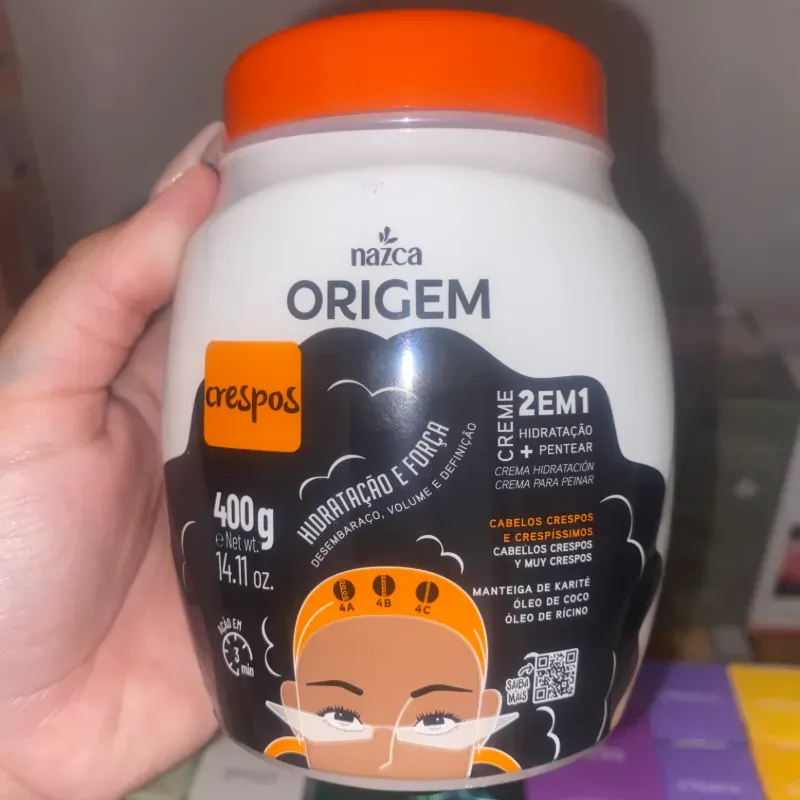 nazca
ORIGEM
crespos
HIDRATAÇÃO E FORÇA
DESEMBARAÇO, VOLUME E DEFINIÇÃO
CREME
2EM1
HIDRATAÇÃO
+ PENTEAR
CREMA HIDRATACIÓN
CREMA PARA PEINAR
400g
e Net wt.
14.11 oz.
CABELOS CRESPOS
E CRESPÍSSIMOS
CABELLOS CRESPOS
Y MUY CRESPOS
MANTEIGA DE KARITÉ
ÓLEO DE COCO
ÓLEO DE RÍCINO
4A
4B
4C
AÇÃO EM
3
min
SAIBA
MAIS